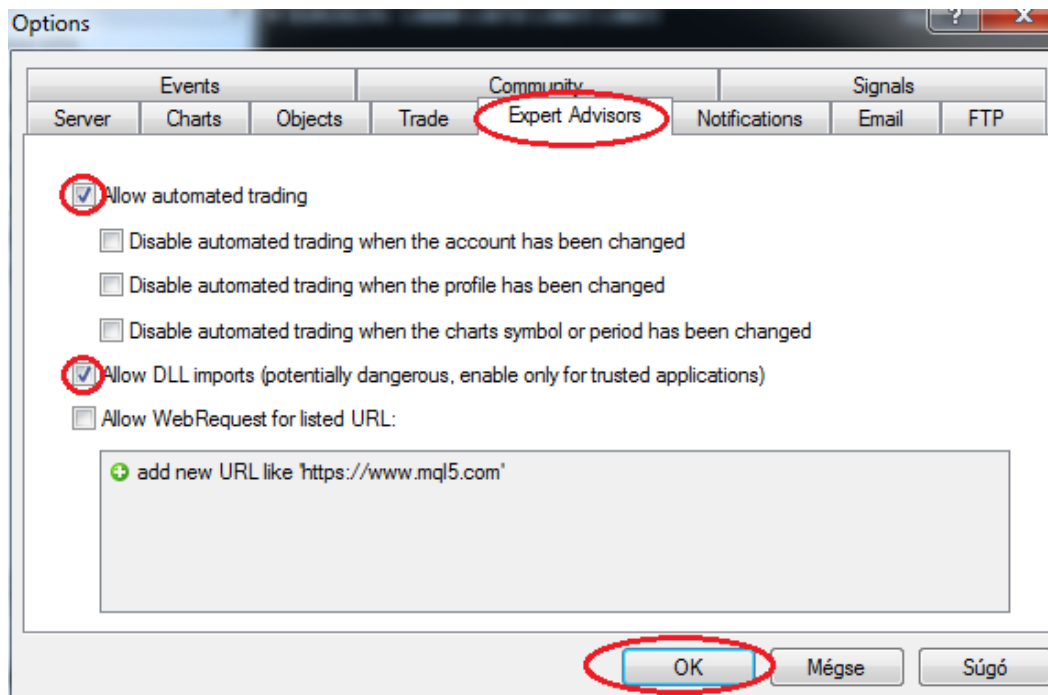 Options
Events Community Signals
Server Charts Objects Trade Expert Advisors Notifications Email FTP
Allow automated trading
Disable automated trading when the account has been changed
Disable automated trading when the profile has been changed
Disable automated trading when the charts symbol or period has been changed
Allow DLL imports (potentially dangerous, enable only for trusted applications)
Allow WebRequest for listed URL:
add new URL like 'https://www.mql5.com'
OK Mégse Súgó